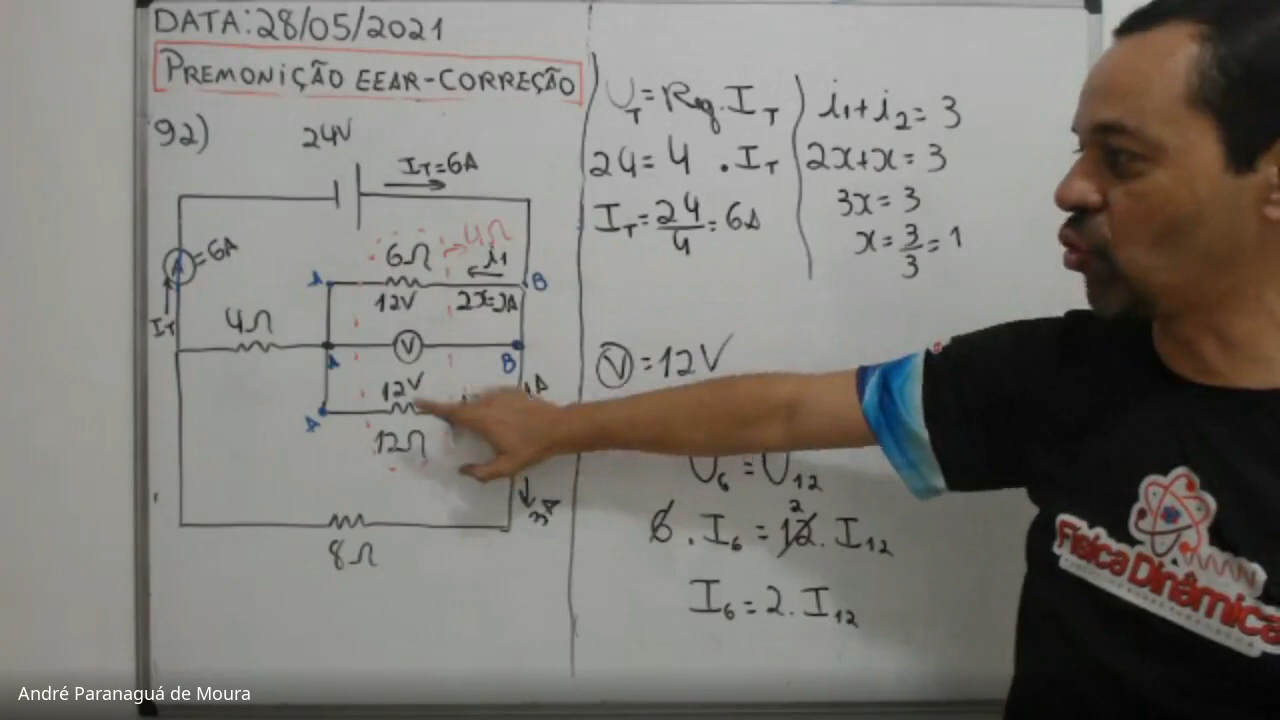 DATA:28/05/2021
PREMONIÇÃO EEAR-CORREÇÃO
92)
24V
IT=6A
A=6A
IT
4Ω
6Ω
→4Ω
i1
A
12V
2X=2A
B
V
A
B
12V
1A
A
12Ω
3A
8Ω
UT=Req.IT
24=4.IT
IT=24/4=6A
i1+i2=3
2x+x=3
3x=3
x=3/3=1
V=12V
U6=U12
6.I6=12.I12
2
I6=2.I12
Física Dinâmica
André Paranaguá de Moura